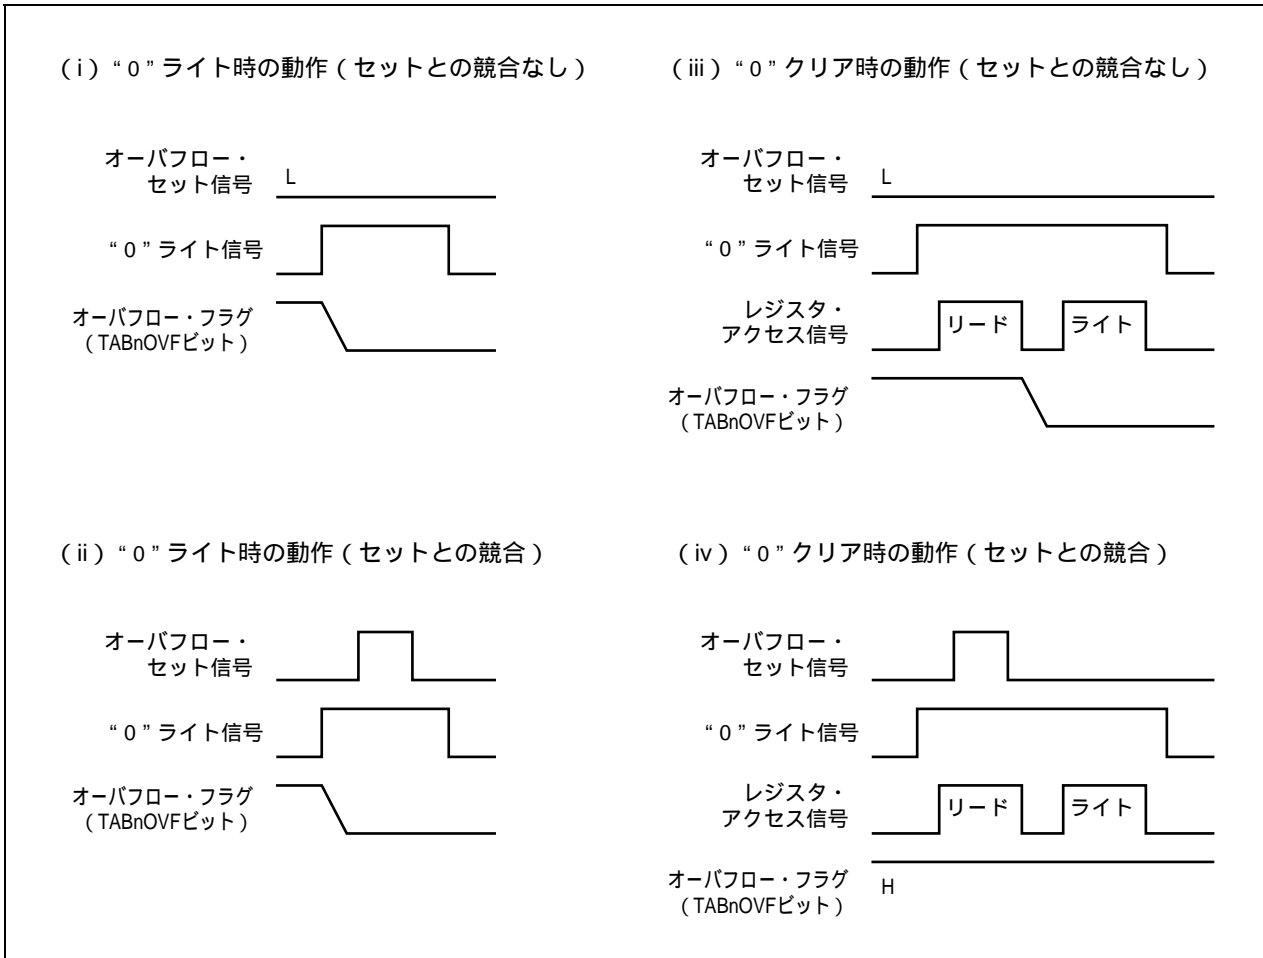 （i）“0”ライト時の動作（セットとの競合なし）
オーバフロー・
セット信号
L
“0”ライト信号
オーバフロー・フラグ
（TABnOVFビット）
（iii）“0”クリア時の動作（セットとの競合なし）
オーバフロー・
セット信号
L
“0”ライト信号
レジスタ・
アクセス信号
リード
ライト
オーバフロー・フラグ
（TABnOVFビット）
（ii）“0”ライト時の動作（セットとの競合）
オーバフロー・
セット信号
“0”ライト信号
オーバフロー・フラグ
（TABnOVFビット）
（iv）“0”クリア時の動作（セットとの競合）
オーバフロー・
セット信号
“0”ライト信号
レジスタ・
アクセス信号
リード
ライト
オーバフロー・フラグ
（TABnOVFビット）
H